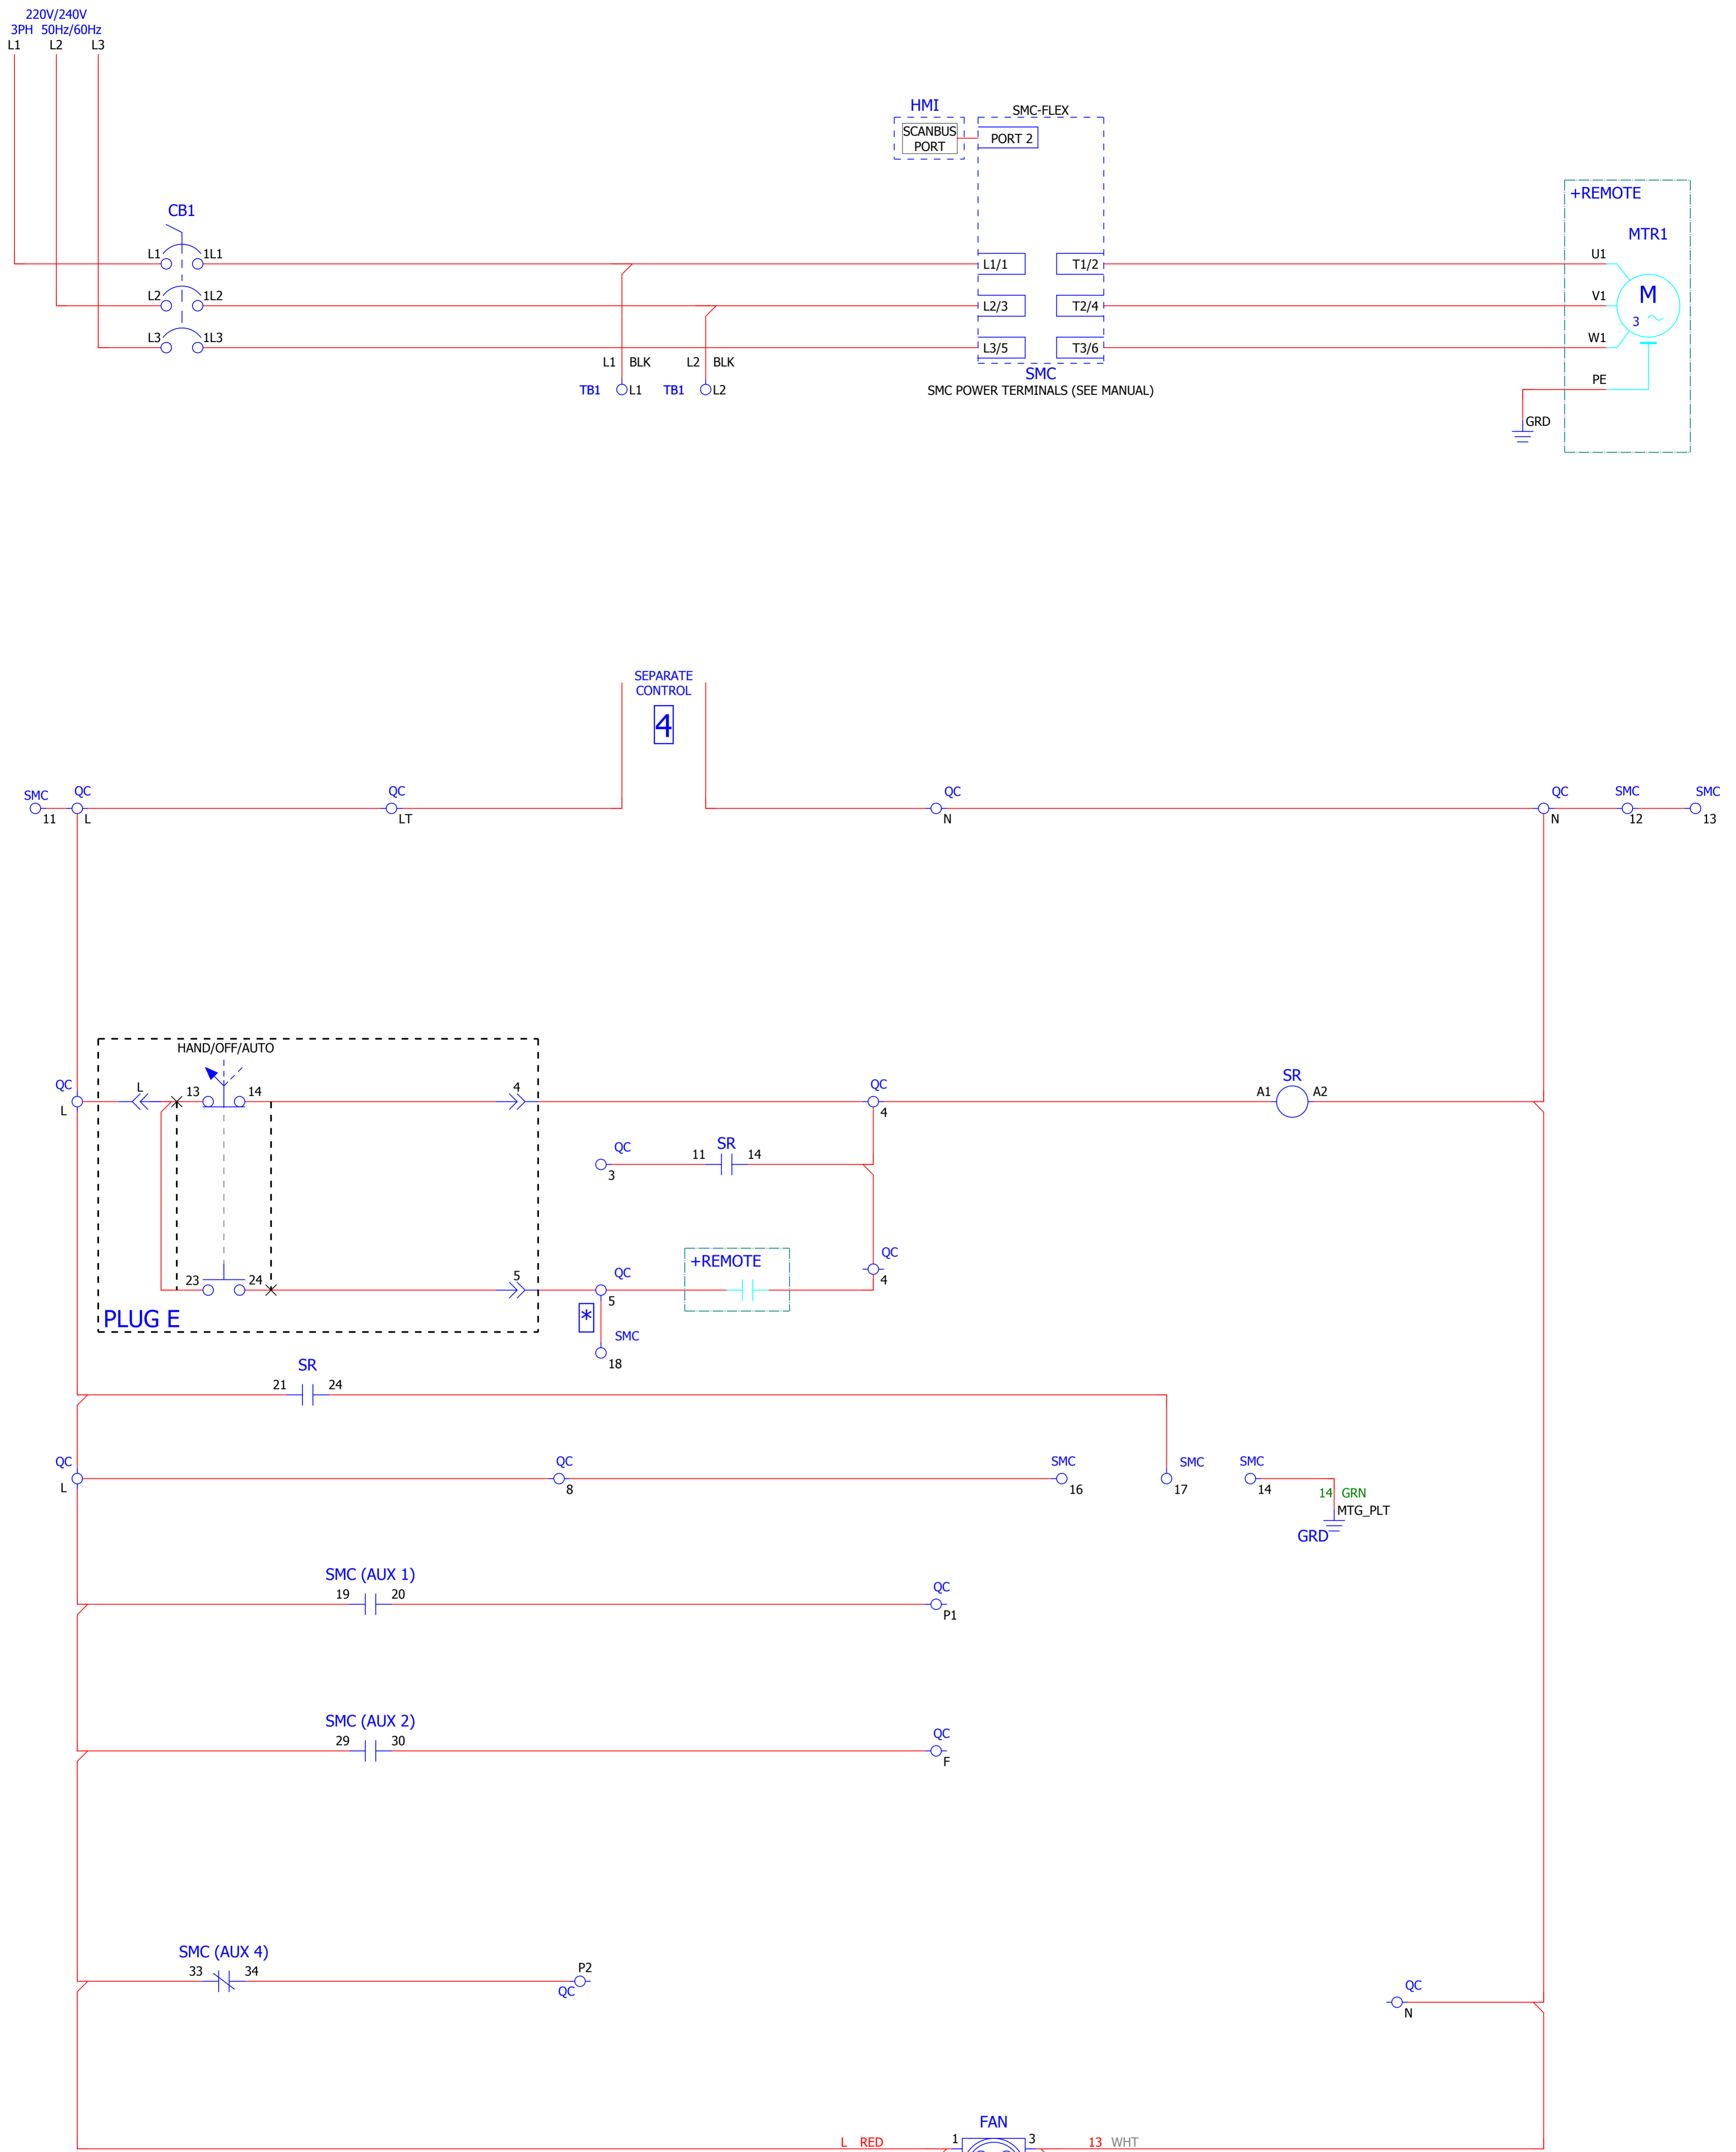 220V/240V
3PH 50Hz/60Hz
L1 L2 L3
HMI
SMC-FLEX
SCANBUS
PORT
PORT 2
+REMOTE
MTR1
CB1
L1 1L1
L1/1 T1/2
U1
L2 1L2
L2/3 T2/4
V1
M
3
L3 1L3
L3/5 T3/6
W1
L1 BLK L2 BLK
SMC
PE
TB1 L1 TB1 L2
SMC POWER TERMINALS (SEE MANUAL)
GRD
SEPARATE
CONTROL
4
SMC QC QC QC QC SMC SMC
11 L LT N N 12 13
HAND/OFF/AUTO
QC L 13 14 4 QC SR
A1 A2
L 4
QC SR
11 14
3
QC
4
+REMOTE
23 24 5 QC
5
PLUG E
*
SMC
18
SR
21 24
QC QC SMC SMC SMC
L 8 16 17 14
14 GRN
MTG_PLT
GRD
SMC (AUX 1)
19 20 QC
P1
SMC (AUX 2)
29 30 QC
F
SMC (AUX 4)
33 34 P2
QC
QC
N
FAN
L RED 1 3 13 WHT